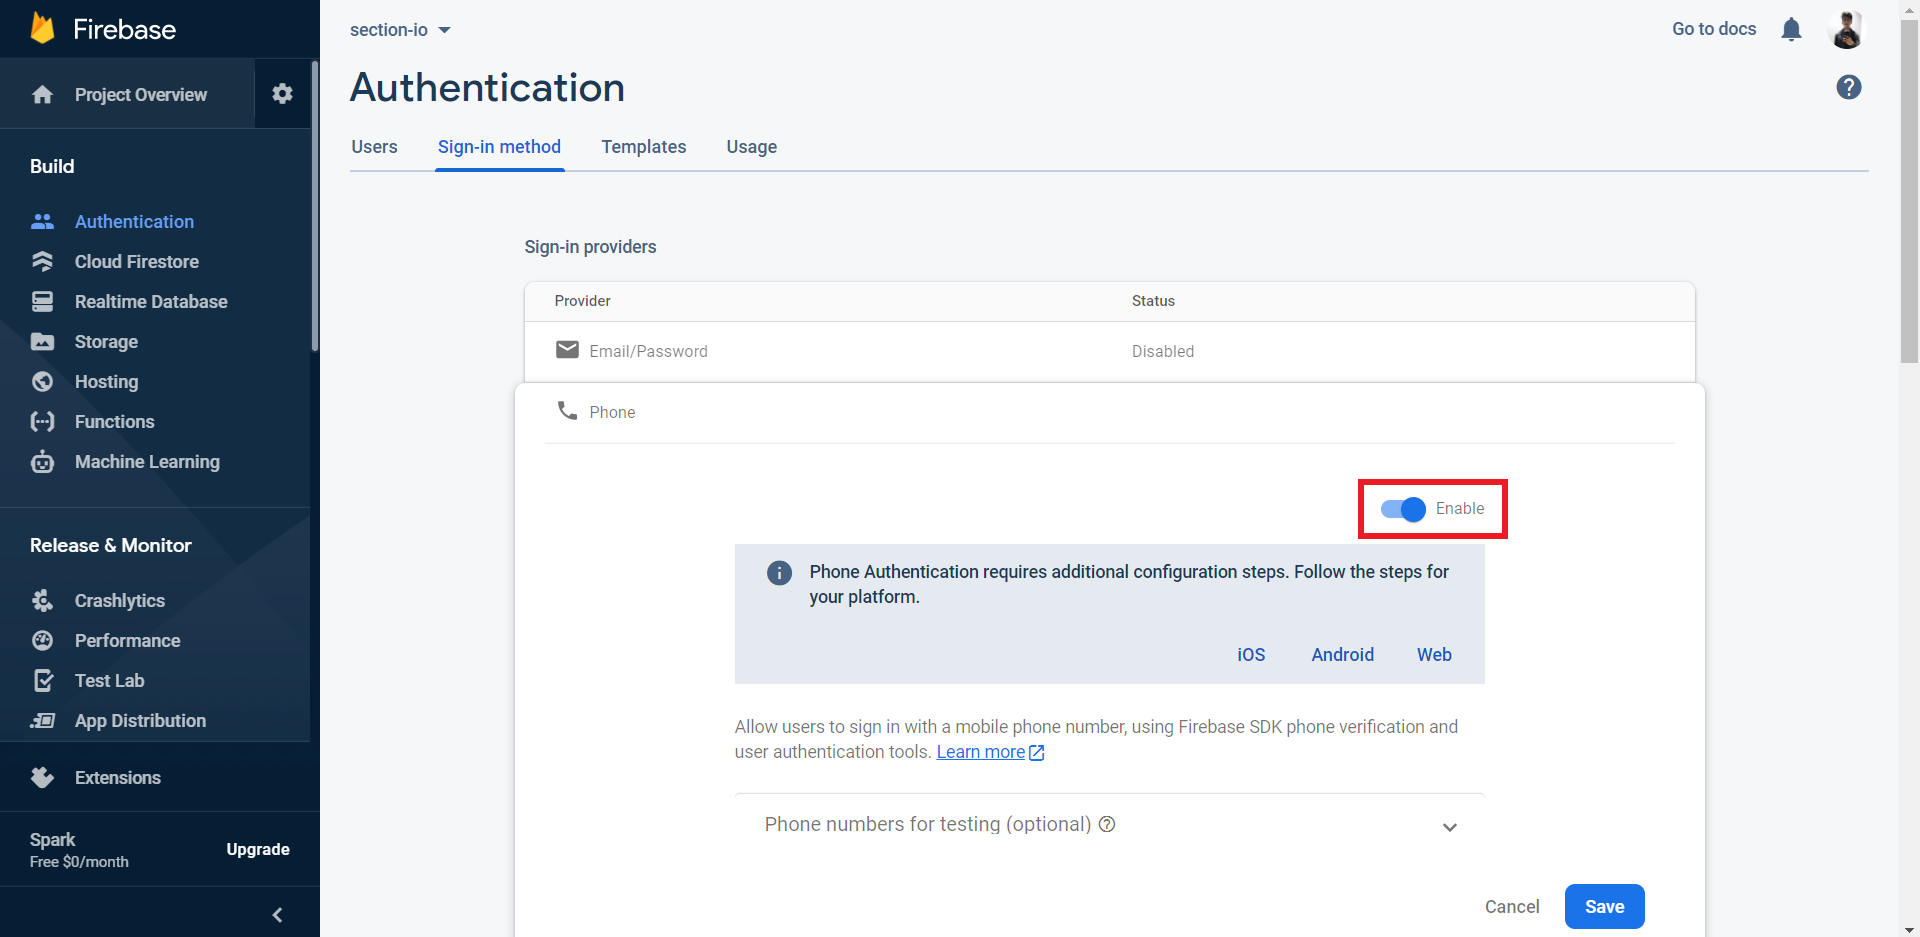 Firebase
Project Overview
Build
Authentication
Cloud Firestore
Realtime Database
Storage
Hosting
Functions
Machine Learning
Release & Monitor
Crashlytics
Performance
Test Lab
App Distribution
Extensions
Spark
Free $0/month
Upgrade
section-io
Go to docs
Authentication
Users
Sign-in method
Templates
Usage
Sign-in providers
Provider
Status
Email/Password
Disabled
Phone
Enable
Phone Authentication requires additional configuration steps. Follow the steps for
your platform.
iOS
Android
Web
Allow users to sign in with a mobile phone number, using Firebase SDK phone verification and
user authentication tools. Learn more
Phone numbers for testing (optional)
Cancel
Save